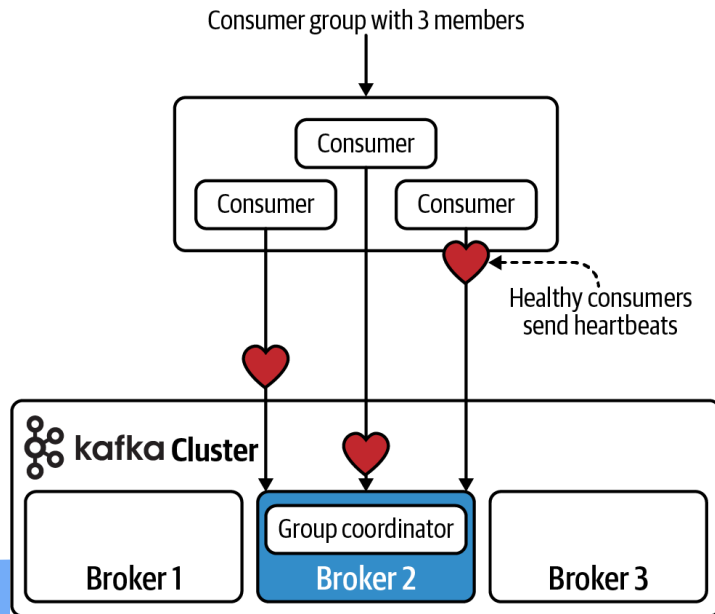 Consumer group with 3 members
Consumer
Consumer
Consumer
Healthy consumers
send heartbeats
kafka Cluster
Group coordinator
Broker 1
Broker 2
Broker 3